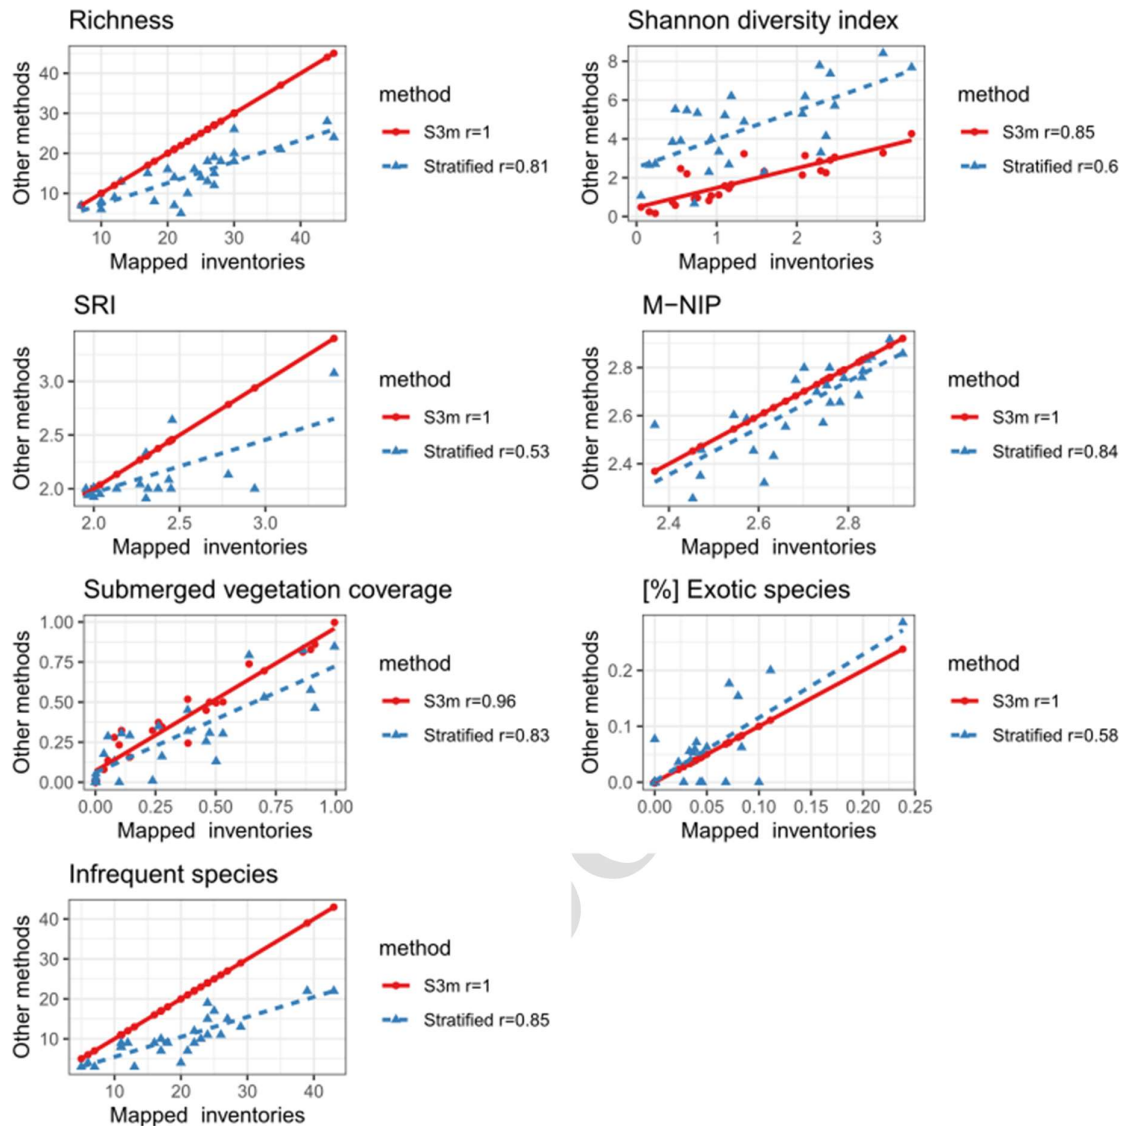 Richness
Other methods
40
30
20
10
10 20 30 40
Mapped inventories
method
S3m r=1
Stratified r=0.81
Shannon diversity index
Other methods
8
6
4
2
0
0 1 2 3
Mapped inventories
method
S3m r=0.85
Stratified r=0.6
SRI
Other methods
3.0
2.5
2.0
2.0 2.5 3.0
Mapped inventories
method
S3m r=1
Stratified r=0.53
M−NIP
Other methods
2.8
2.6
2.4
2.4 2.6 2.8
Mapped inventories
method
S3m r=1
Stratified r=0.84
Submerged vegetation coverage
Other methods
1.00
0.75
0.50
0.25
0.00
0.00 0.25 0.50 0.75 1.00
Mapped inventories
method
S3m r=0.96
Stratified r=0.83
[%] Exotic species
Other methods
0.2
0.1
0.0
0.00 0.05 0.10 0.15 0.20 0.25
Mapped inventories
method
S3m r=1
Stratified r=0.58
Infrequent species
Other methods
40
30
20
10
10 20 30 40
Mapped inventories
method
S3m r=1
Stratified r=0.85